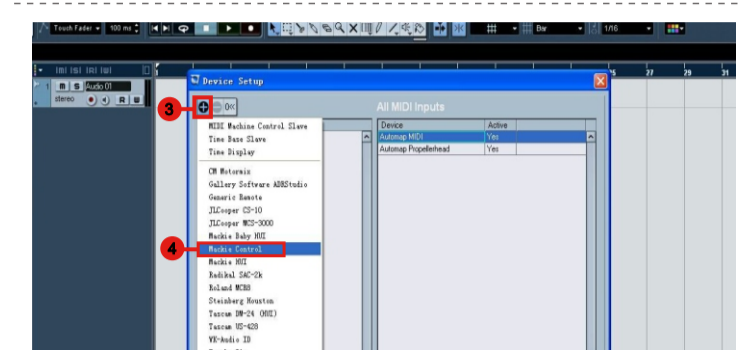 Touch Fader 100 ms Bar 1/16
27 29 31
Device Setup
1 m S Audio 01
stereo R W
3
All MIDI Inputs
Device Active
Automap MIDI Yes
Automap Propellerhead Yes
MIDI Machine Control Slave
Time Base Slave
Time Display
CM Motormix
Gallery Software ADRStudio
Generic Remote
JLCooper CS-10
JLCooper MCS-3000
Mackie Baby HUI
4
Mackie Control
Mackie HUI
Radikal SAC-2k
Roland MCR8
Steinberg Houston
Tascam DM-24 (HUI)
Tascam US-428
VK-Audio ID